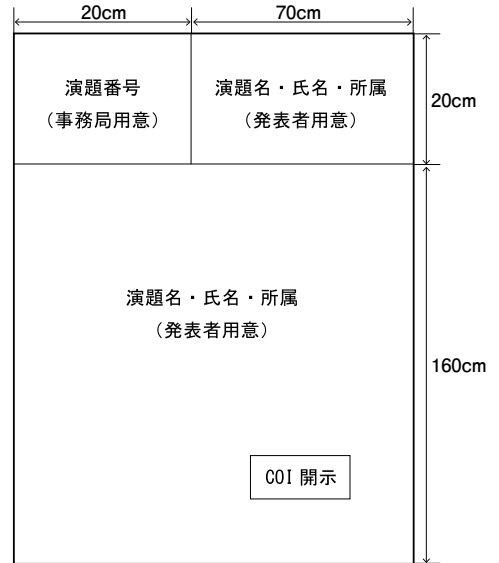 20cm
70cm
演題番号
（事務局用意）
演題名・氏名・所属
（発表者用意）
20cm
演題名・氏名・所属
（発表者用意）
160cm
COI 開示